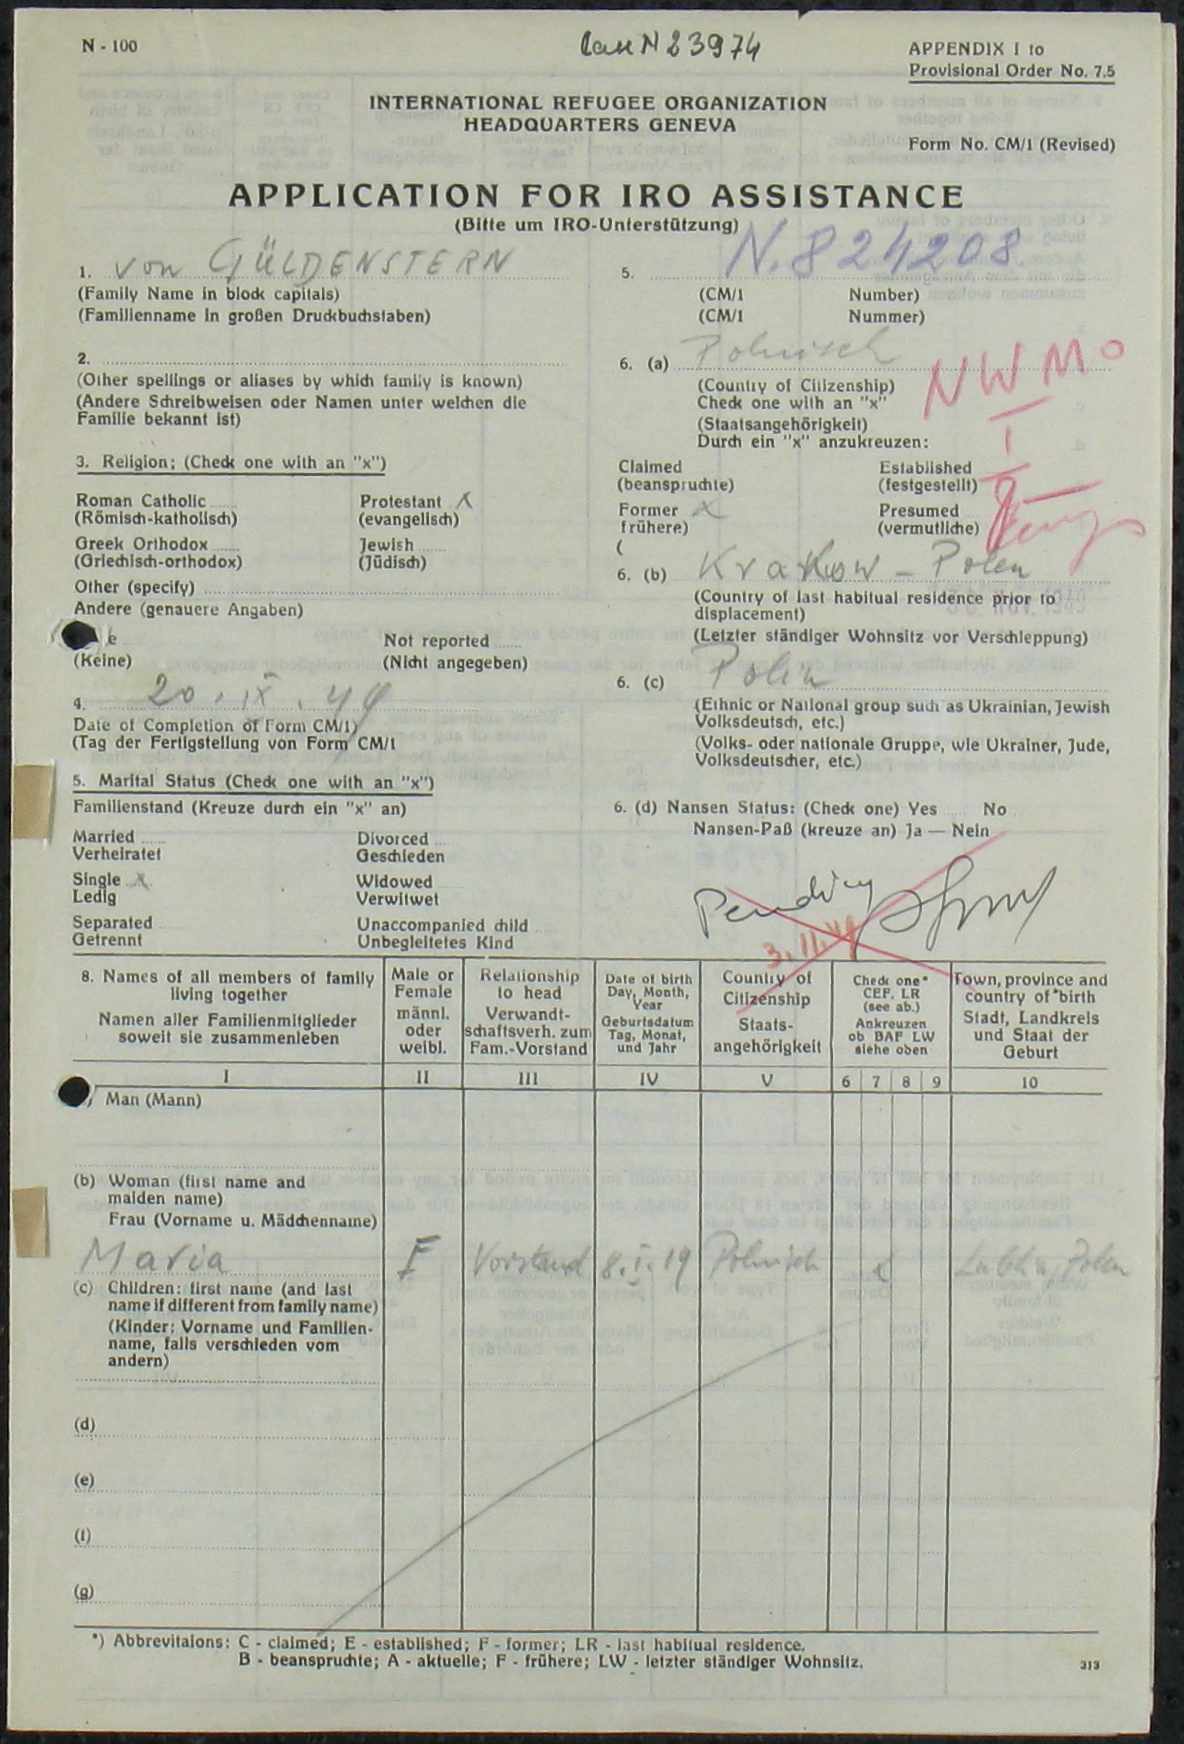 N - 100
Case N 23974
APPENDIX I to
Provisional Order No. 7.5
INTERNATIONAL REFUGEE ORGANIZATION
HEADQUARTERS GENEVA
Form No. CM/1 (Revised)
APPLICATION FOR IRO ASSISTANCE
(Bitte um IRO-Unterstützung)
1. von GÜLDENSTERN
(Family Name in block capitals)
(Familienname in großen Druckbuchstaben)
2.
(Other spellings or aliases by which family is known)
(Andere Schreibweisen oder Namen unter welchen die
Familie bekannt ist)
3. Religion; (Check one with an "x")
Roman Catholic
(Römisch-katholisch)
Protestant x
(evangelisch)
Greek Orthodox
(Griechisch-orthodox)
Jewish
(Jüdisch)
Other (specify)
Andere (genauere Angaben)
e
(Keine)
Not reported
(Nicht angegeben)
4. 20. IX. 49
Date of Completion of Form CM/1)
(Tag der Fertigstellung von Form CM/1
5. Marital Status (Check one with an "x")
Familienstand (Kreuze durch ein "x" an)
Married
Verheiratet
Divorced
Geschieden
Single x
Ledig
Widowed
Verwitwet
Separated
Getrennt
Unaccompanied child
Unbegleitetes Kind
5. N. 824208
(CM/1 Number)
(CM/1 Nummer)
6. (a) Polnisch
(Country of Citizenship)
Check one with an "x"
(Staatsangehörigkeit)
Durch ein "x" anzukreuzen:
NWMo
Claimed
(beanspruchte)
Established
(festgestellt)
Former x
frühere)
Presumed
(vermutliche)
(
6. (b) Krakow - Polen
(Country of last habitual residence prior to
displacement)
(Letzter ständiger Wohnsitz vor Verschleppung)
6. (c) Polin
(Ethnic or National group such as Ukrainian, Jewish
Volksdeutsch, etc.)
(Volks- oder nationale Gruppe, wie Ukrainer, Jude,
Volksdeutscher, etc.)
6. (d) Nansen Status: (Check one) Yes No
Nansen-Paß (kreuze an) Ja — Nein
Pending
3. 11. 49
8. Names of all members of family
living together
Namen aller Familienmitglieder
soweit sie zusammenleben
Male or
Female
männl.
oder
weibl.
Relationship
to head
Verwandt-
schaftsverh. zum
Fam.-Vorstand
Date of birth
Day, Month,
Year
Geburtsdatum
Tag, Monat,
und Jahr
Country of
Citizenship
Staats-
angehörigkeit
Check one*
CEF. LR
(see ab.)
Ankreuzen
ob BAF LW
siehe oben
Town, province and
country of *birth
Stadt, Landkreis
und Staat der
Geburt
I II III IV V 6 7 8 9 10
Man (Mann)
(b) Woman (first name and
maiden name)
Frau (Vorname u. Mädchenname)
Maria F Vorstand 8. I. 19 Polnisch x Lublin, Polen
(c) Children: first name (and last
name if different from family name)
(Kinder: Vorname und Familien-
name, falls verschieden vom
andern)
(d)
(e)
(f)
(g)
*) Abbrevitaions: C - claimed; E - established; F - former; LR - last habitual residence.
B - beanspruchte; A - aktuelle; F - frühere; LW - letzter ständiger Wohnsitz.
213